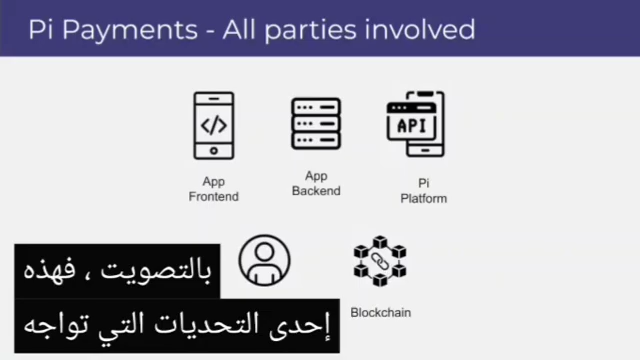 Pi Payments - All parties involved
App
Frontend
App
Backend
API
Pi
Platform
</>
بالتصويت ، فهذه
إحدى التحديات التي تواجه
Blockchain